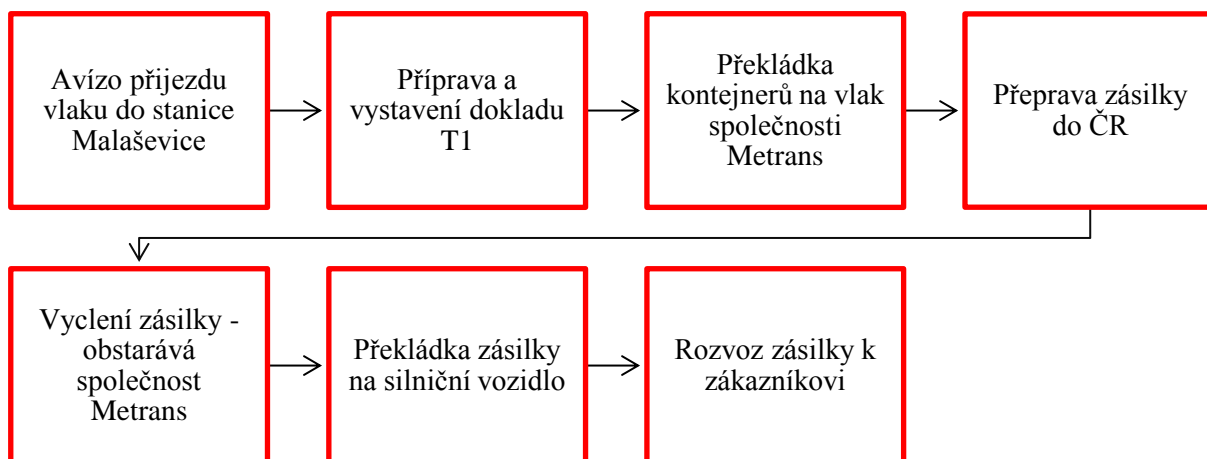 Avízo přijezdu
vlaku do stanice
Malaševice
Příprava a
vystavení dokladu
T1
Překládka
kontejnerů na vlak
společnosti
Metrans
Přeprava zásilky
do ČR
Vyclení zásilky -
obstarává
společnost
Metrans
Překládka zásilky
na silniční vozidlo
Rozvoz zásilky k
zákazníkovi